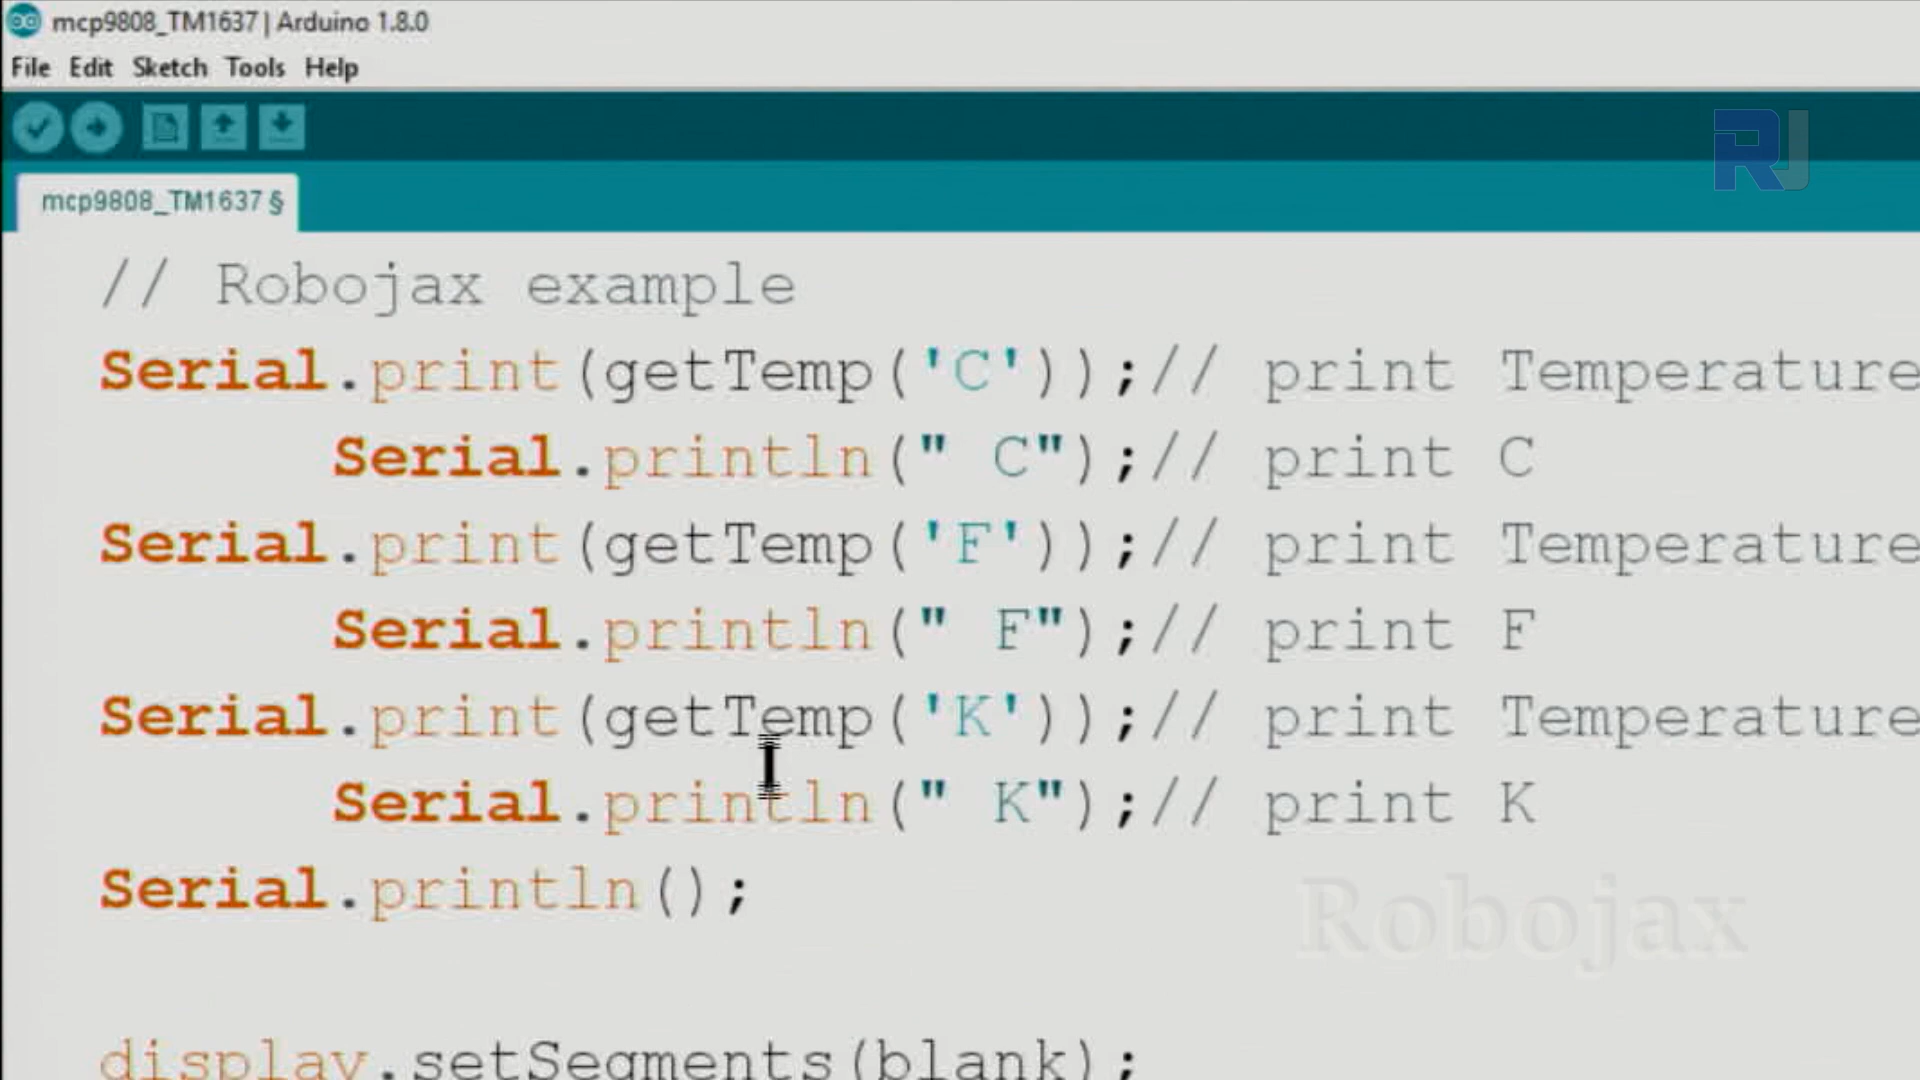 mcp9808_TM1637 | Arduino 1.8.0
File Edit Sketch Tools Help
RJ
mcp9808_TM1637 §
// Robojax example
Serial.print(getTemp('C'));// print Temperature
Serial.println(" C");// print C
Serial.print(getTemp('F'));// print Temperature
Serial.println(" F");// print F
Serial.print(getTemp('K'));// print Temperature
Serial.println(" K");// print K
Serial.println();
Robojax
display.setSegments(blank);